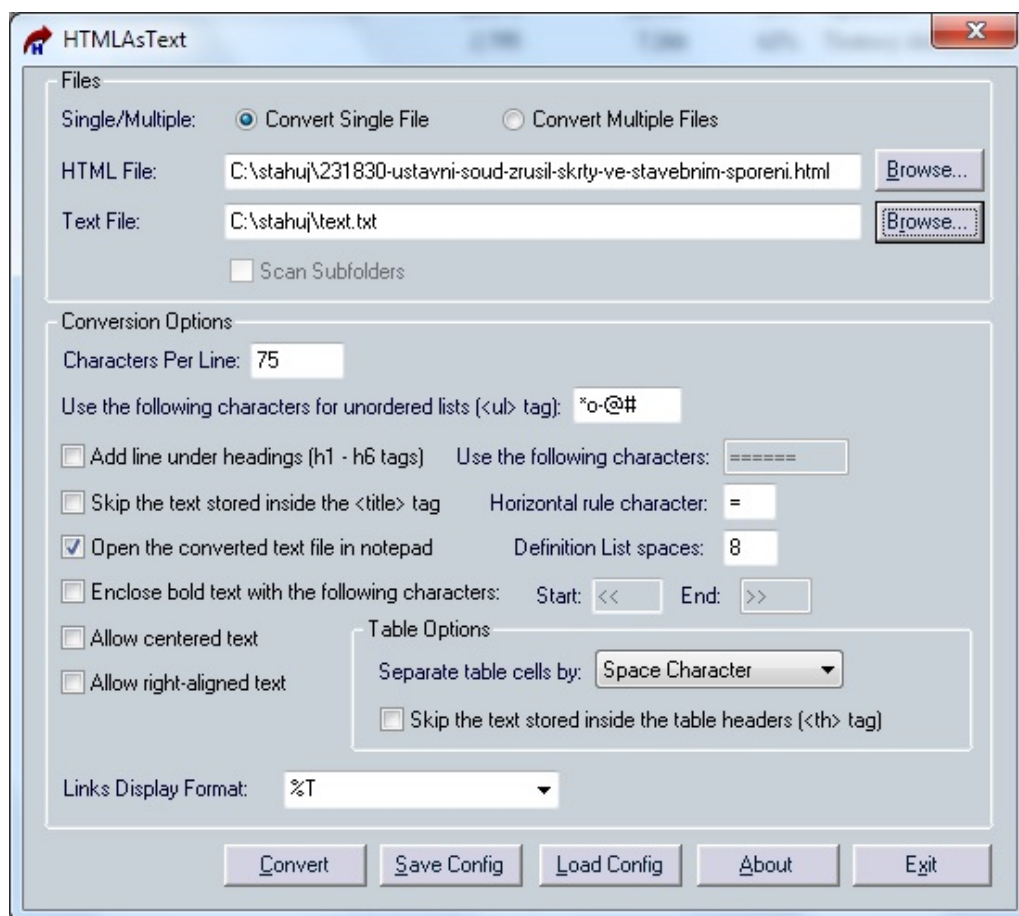 HTMLAsText
Files
Single/Multiple: Convert Single File Convert Multiple Files
HTML File: C:\stahuj\231830-ustavni-soud-zrusil-skrty-ve-stavebnim-sporeni.html Browse...
Text File: C:\stahuj\text.txt Browse...
Scan Subfolders
Conversion Options
Characters Per Line: 75
Use the following characters for unordered lists (<ul> tag): *o-@#
Add line under headings (h1 - h6 tags) Use the following characters: ======
Skip the text stored inside the <title> tag Horizontal rule character: =
Open the converted text file in notepad Definition List spaces: 8
Enclose bold text with the following characters: Start: << End: >>
Allow centered text
Table Options
Separate table cells by: Space Character
Allow right-aligned text
Skip the text stored inside the table headers (<th> tag)
Links Display Format: %T
Convert Save Config Load Config About Exit